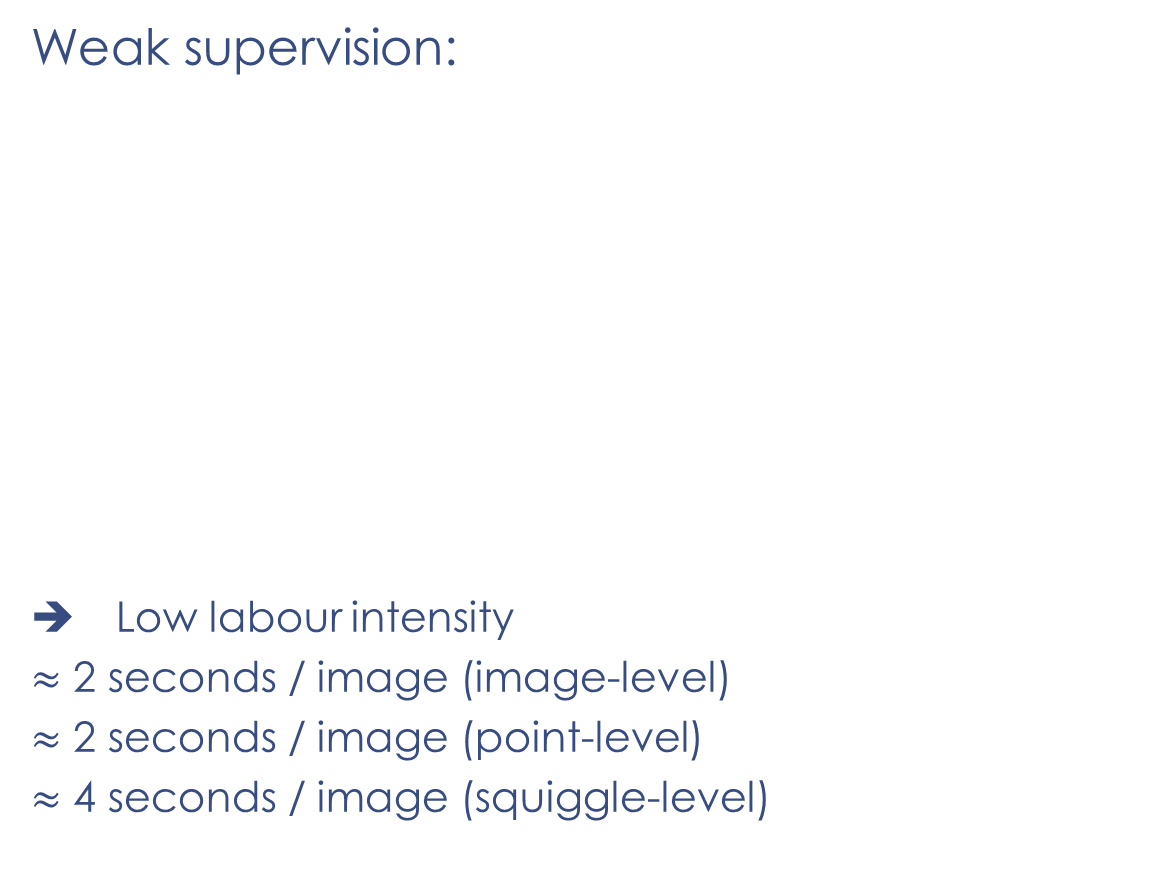 Weak supervision:
➔ Low labour intensity
≈ 2 seconds / image (image-level)
≈ 2 seconds / image (point-level)
≈ 4 seconds / image (squiggle-level)